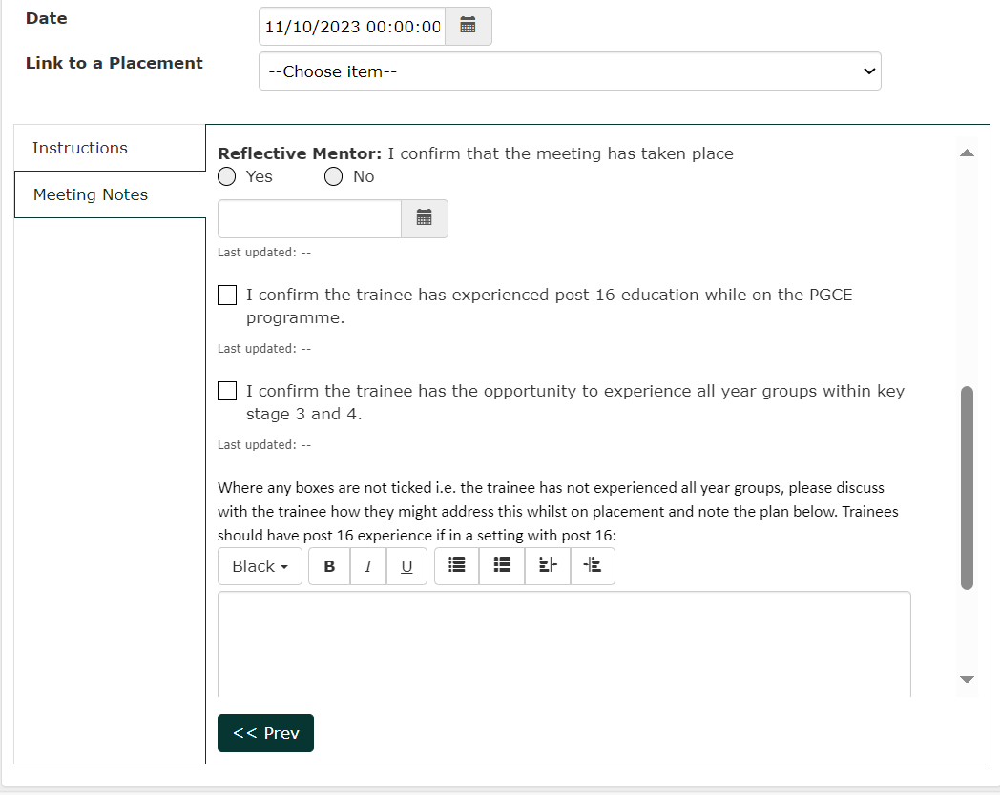 Date
11/10/2023 00:00:00
Link to a Placement
--Choose item--
Instructions
Meeting Notes
Reflective Mentor: I confirm that the meeting has taken place
Yes No
Last updated: --
I confirm the trainee has experienced post 16 education while on the PGCE
programme.
Last updated: --
I confirm the trainee has the opportunity to experience all year groups within key
stage 3 and 4.
Last updated: --
Where any boxes are not ticked i.e. the trainee has not experienced all year groups, please discuss
with the trainee how they might address this whilst on placement and note the plan below. Trainees
should have post 16 experience if in a setting with post 16:
Black B I U
<< Prev